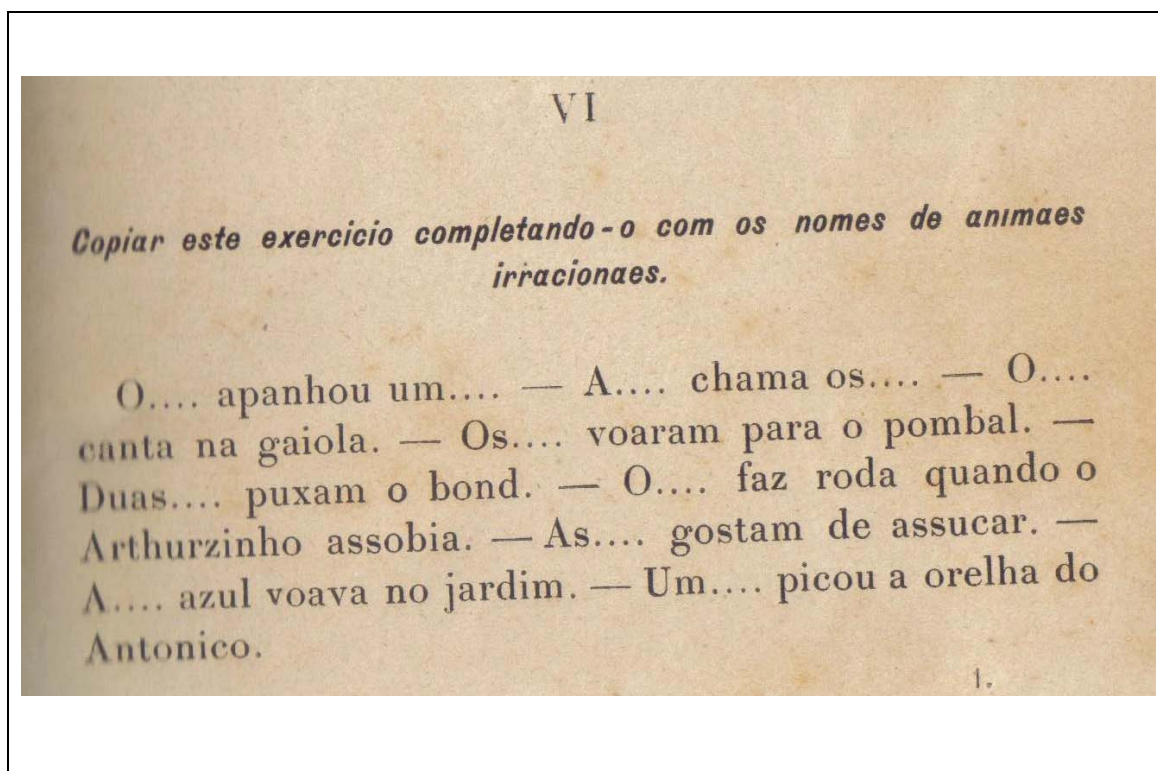 VI
Copiar este exercicio completando-o com os nomes de animaes
irracionaes.
O.... apanhou um.... — A.... chama os.... — O....
canta na gaiola. — Os.... voaram para o pombal. —
Duas.... puxam o bond. — O.... faz roda quando o
Arthurzinho assobia. — As.... gostam de assucar. —
A.... azul voava no jardim. — Um.... picou a orelha do
Antonico.
1.